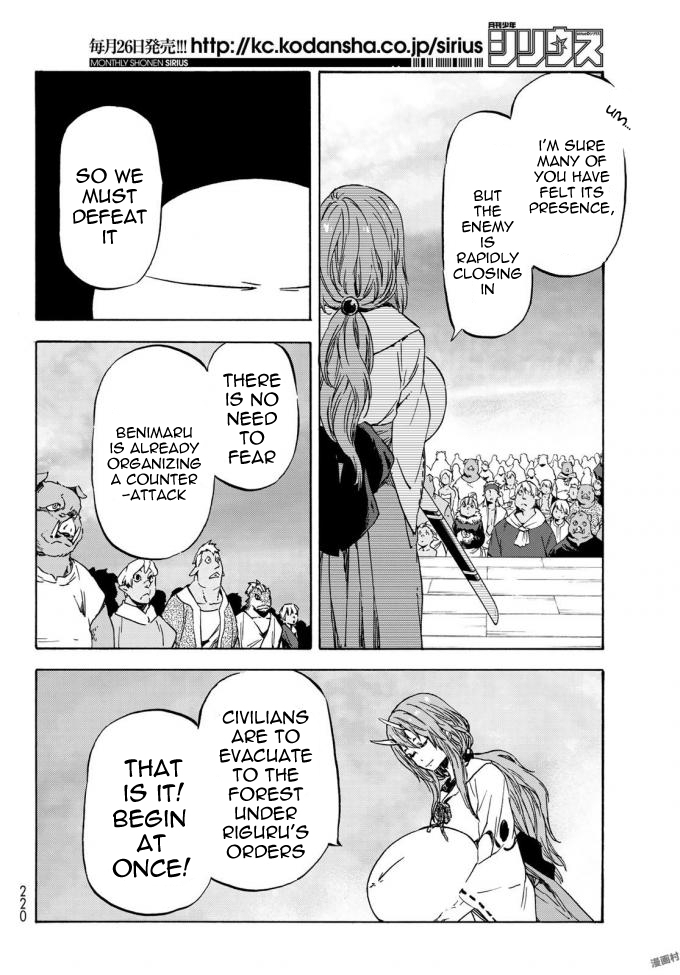 毎月26日発売!!! http://kc.kodansha.co.jp/sirius
MONTHLY SHONEN SIRIUS
月刊少年
シリウス
UM...
I'M SURE
MANY OF
YOU HAVE
FELT ITS
PRESENCE,
BUT
THE
ENEMY
IS
RAPIDLY
CLOSING
IN
SO WE
MUST
DEFEAT
IT
THERE
IS NO
NEED
TO
FEAR
BENIMARU
IS ALREADY
ORGANIZING
A COUNTER
-ATTACK
CIVILIANS
ARE TO
EVACUATE
TO THE
FOREST
UNDER
RIGURU'S
ORDERS
THAT
IS IT!
BEGIN
AT
ONCE!
220
漫画村